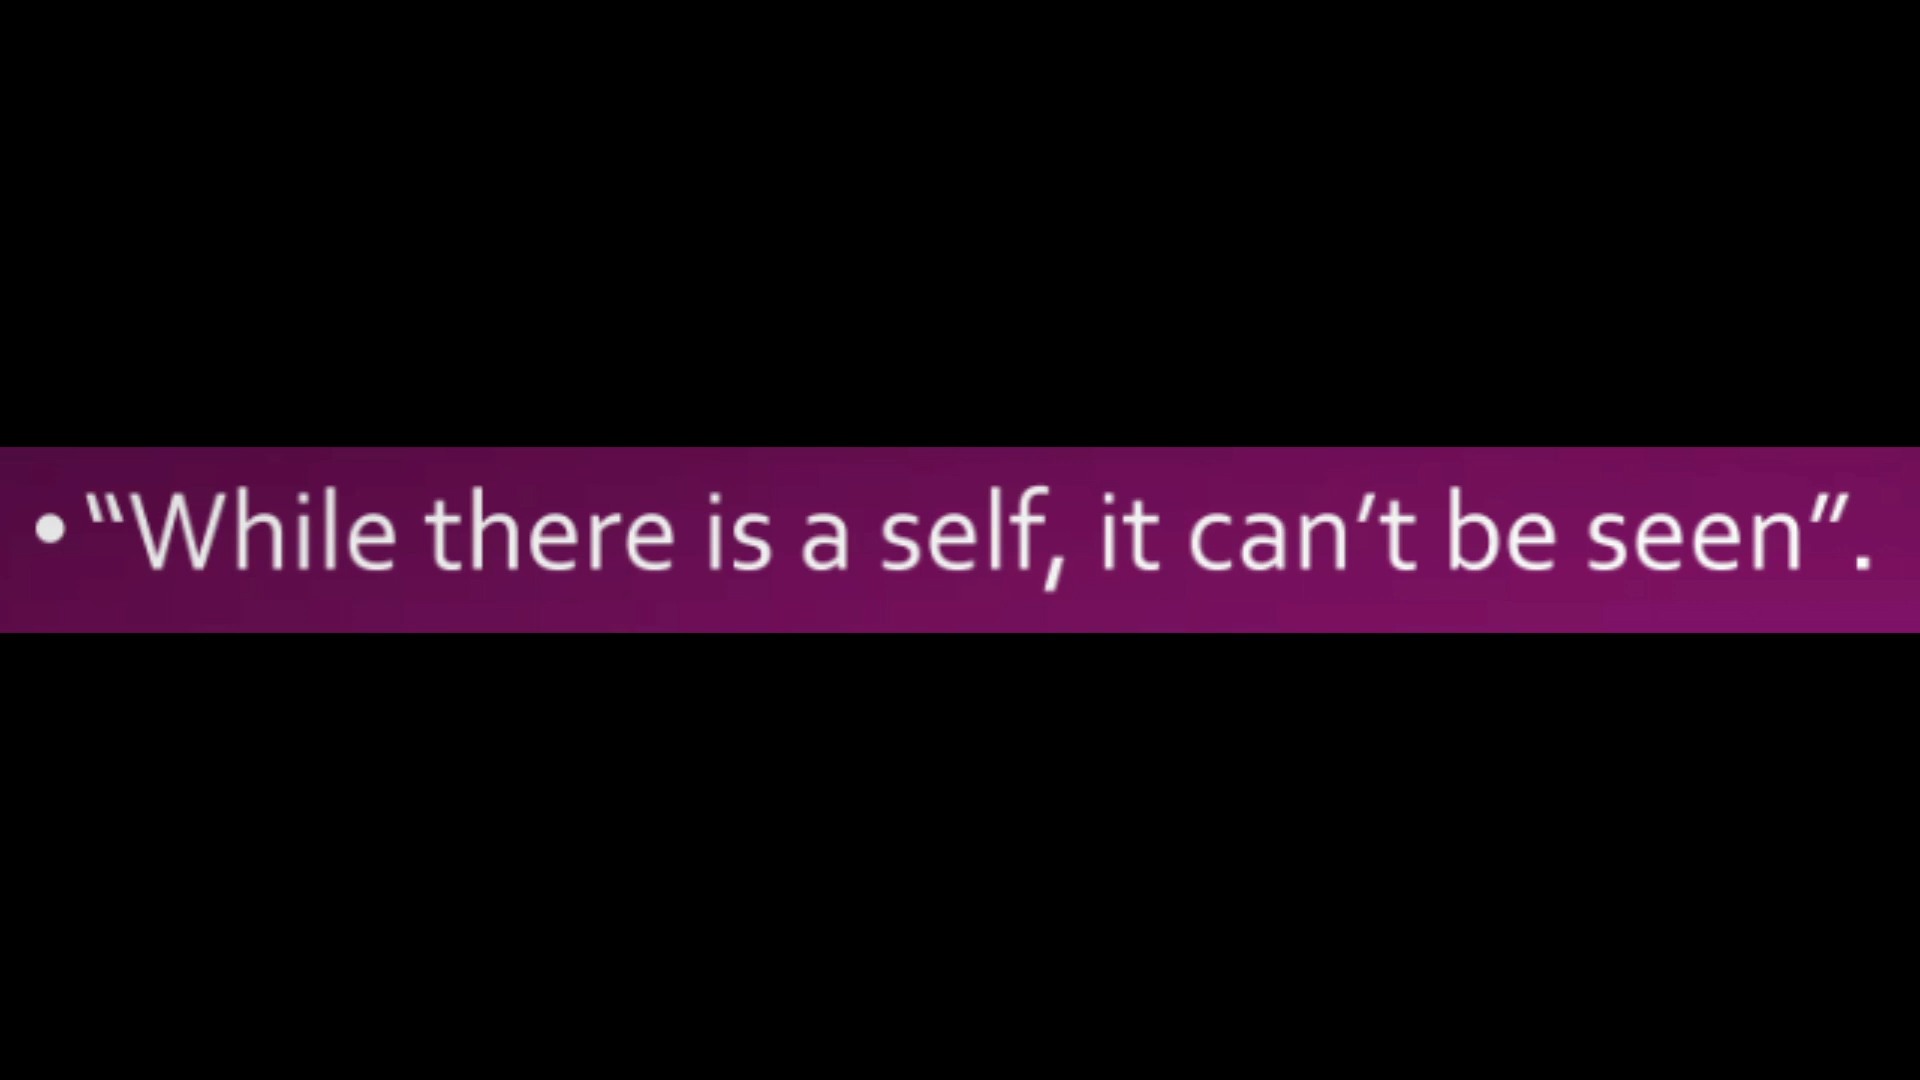 •“While there is a self, it can’t be seen”.